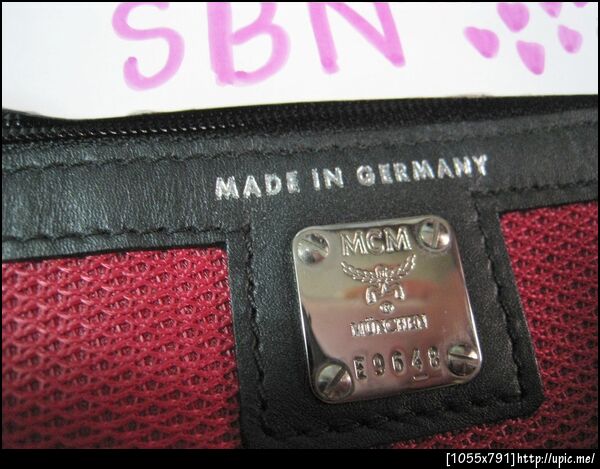 SBN
MADE IN GERMANY
MCM
MÜNCHEN
E9648
[1055x791]http://upic.me/